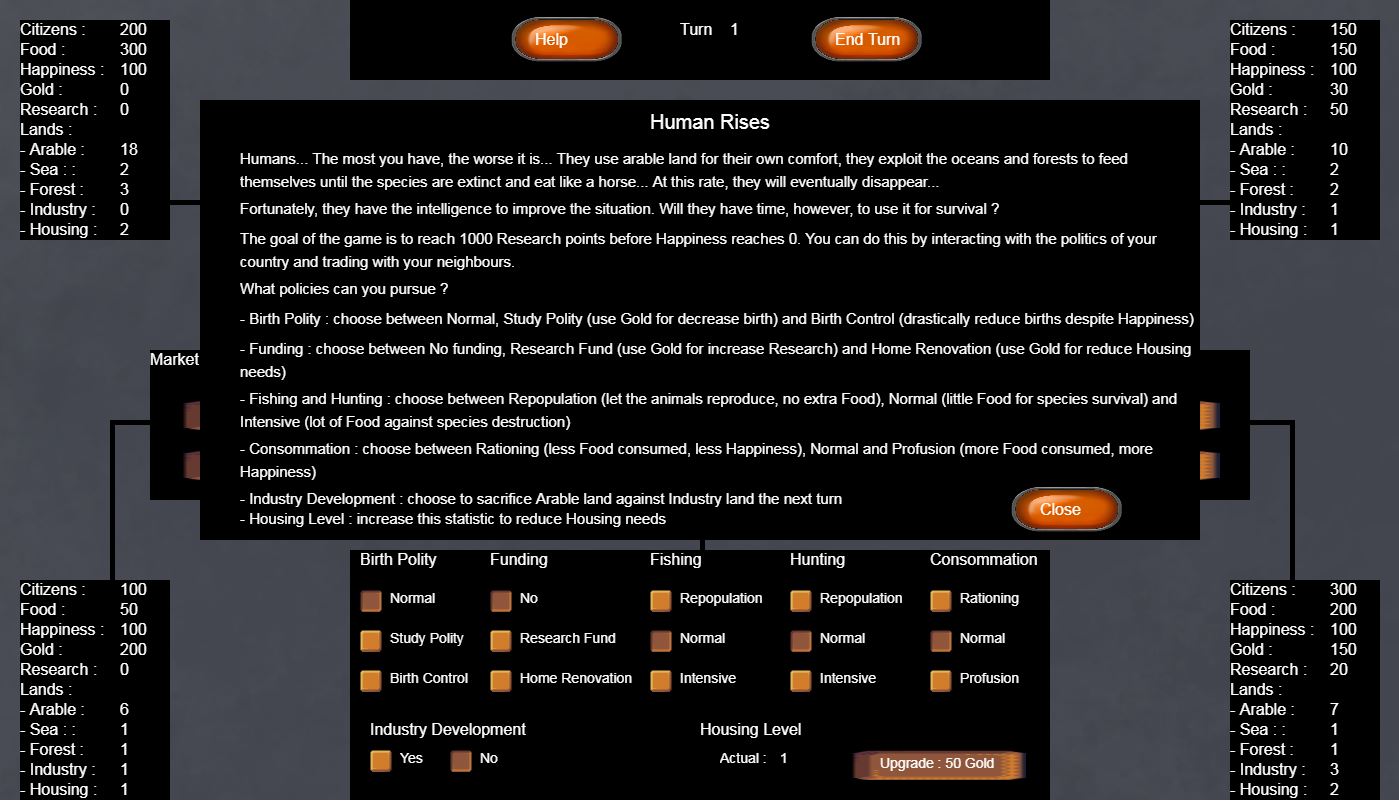 Help
Turn 1
End Turn
Citizens : 200
Food : 300
Happiness : 100
Gold : 0
Research : 0
Lands :
- Arable : 18
- Sea : : 2
- Forest : 3
- Industry : 0
- Housing : 2
Citizens : 150
Food : 150
Happiness : 100
Gold : 30
Research : 50
Lands :
- Arable : 10
- Sea : 2
- Forest : 2
- Industry : 1
- Housing : 1
Human Rises
Humans... The most you have, the worse it is... They use arable land for their own comfort, they exploit the oceans and forests to feed
themselves until the species are extinct and eat like a horse... At this rate, they will eventually disappear...
Fortunately, they have the intelligence to improve the situation. Will they have time, however, to use it for survival ?
The goal of the game is to reach 1000 Research points before Happiness reaches 0. You can do this by interacting with the politics of your
country and trading with your neighbours.
What policies can you pursue ?
- Birth Polity : choose between Normal, Study Polity (use Gold for decrease birth) and Birth Control (drastically reduce births despite Happiness)
- Funding : choose between No funding, Research Fund (use Gold for increase Research) and Home Renovation (use Gold for reduce Housing
needs)
- Fishing and Hunting : choose between Repopulation (let the animals reproduce, no extra Food), Normal (little Food for species survival) and
Intensive (lot of Food against species destruction)
- Consommation : choose between Rationing (less Food consumed, less Happiness), Normal and Profusion (more Food consumed, more
Happiness)
- Industry Development : choose to sacrifice Arable land against Industry land the next turn
- Housing Level : increase this statistic to reduce Housing needs
Close
Market
Citizens : 100
Food : 50
Happiness : 100
Gold : 200
Research : 0
Lands :
- Arable : 6
- Sea : : 1
- Forest : 1
- Industry : 1
- Housing : 1
Birth Polity Funding Fishing Hunting Consommation
Normal No Repopulation Repopulation Rationing
Study Polity Research Fund Normal Normal Normal
Birth Control Home Renovation Intensive Intensive Profusion
Industry Development Housing Level
Yes No Actual : 1 Upgrade : 50 Gold
Citizens : 300
Food : 200
Happiness : 100
Gold : 150
Research : 20
Lands :
- Arable : 7
- Sea : 1
- Forest : 1
- Industry : 3
- Housing : 2